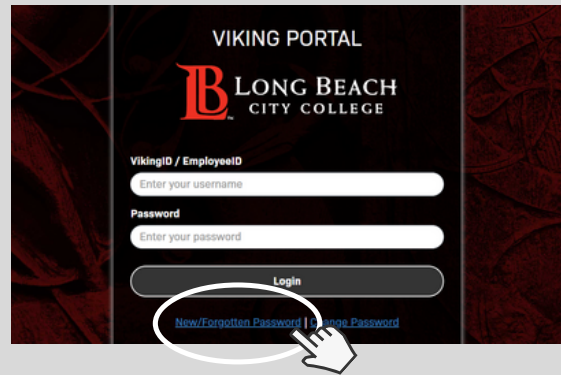 VIKING PORTAL
LB LONG BEACH
CITY COLLEGE
VikingID / EmployeeID
Enter your username
Password
Enter your password
Login
New/Forgotten Password | Change Password